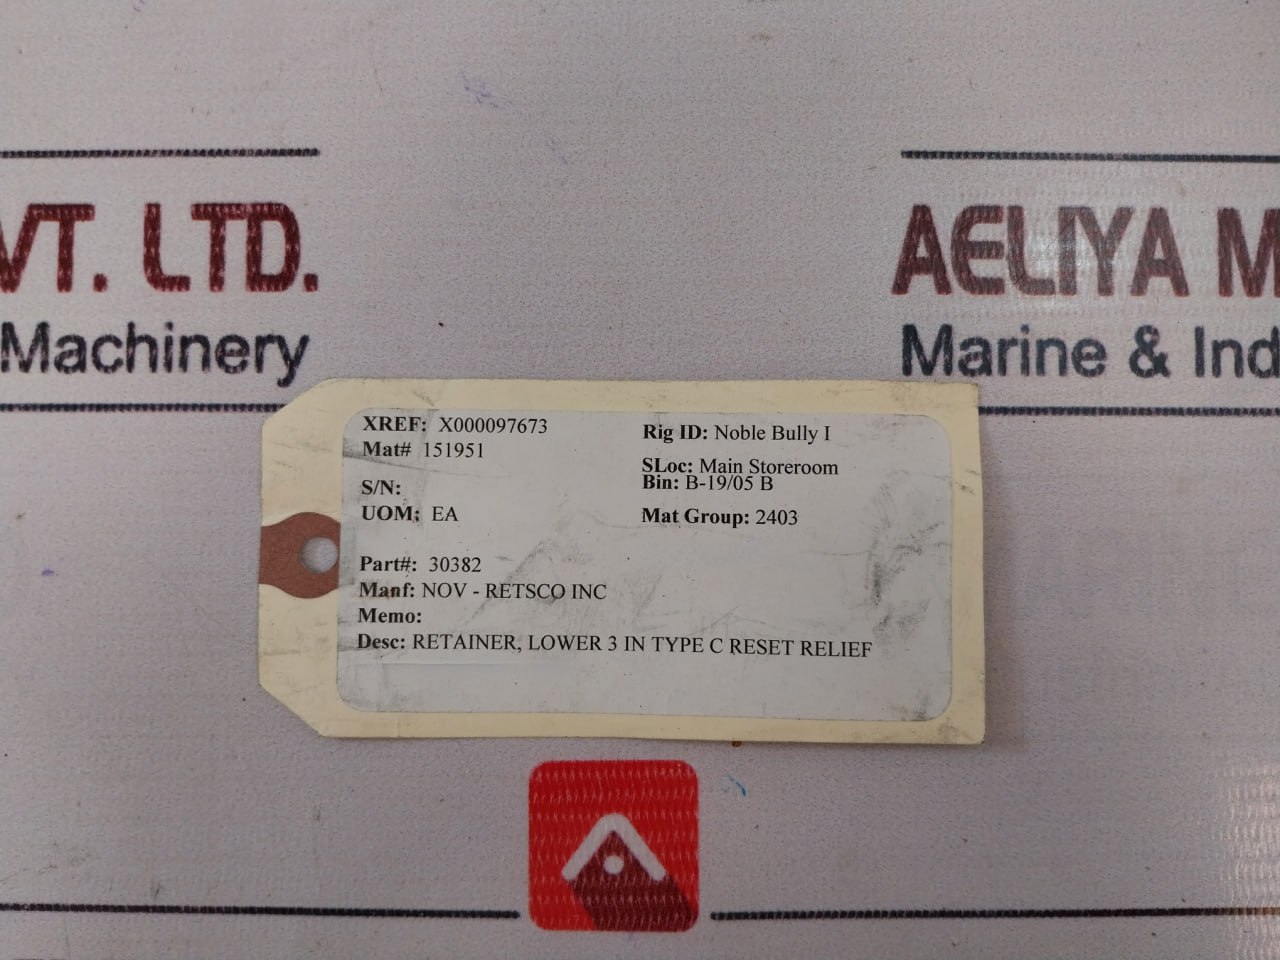 VT. LTD.
Machinery
AELIYA M
Marine & Ind
XREF: X000097673
Mat# 151951
S/N:
UOM: EA
Rig ID: Noble Bully I
SLoc: Main Storeroom
Bin: B-19/05 B
Mat Group: 2403
Part#: 30382
Manf: NOV - RETSCO INC
Memo:
Desc: RETAINER, LOWER 3 IN TYPE C RESET RELIEF